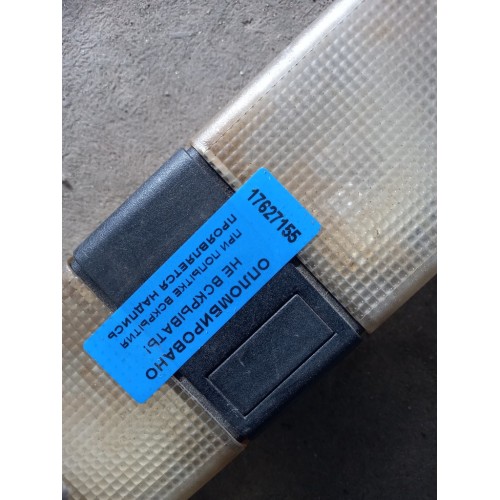 ОПЛОМБИРОВАНО
НЕ ВСКРЫВАТЬ!
ПРИ ПОПЫТКЕ ВСКРЫТИЯ
ПРОЯВЛЯЕТСЯ НАДПИСЬ
17627155